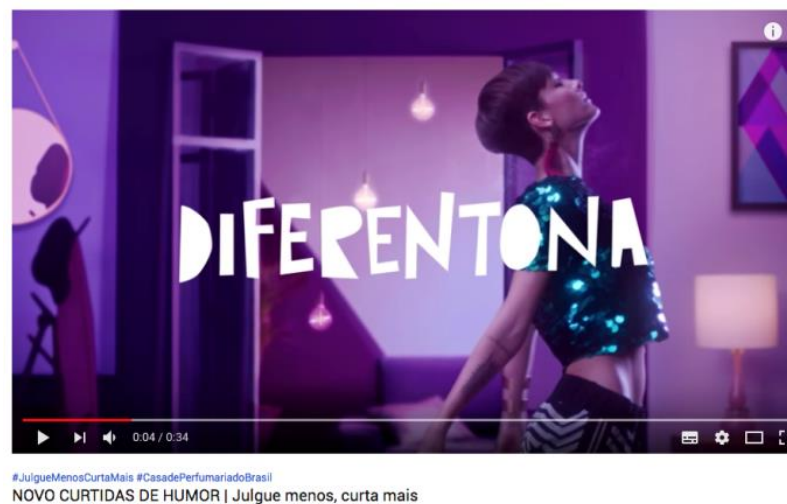 DIFERENTONA
0:04 / 0:34
#JulgueMenosCurtaMais #CasadePerfumariadoBrasil
NOVO CURTIDAS DE HUMOR | Julgue menos, curta mais